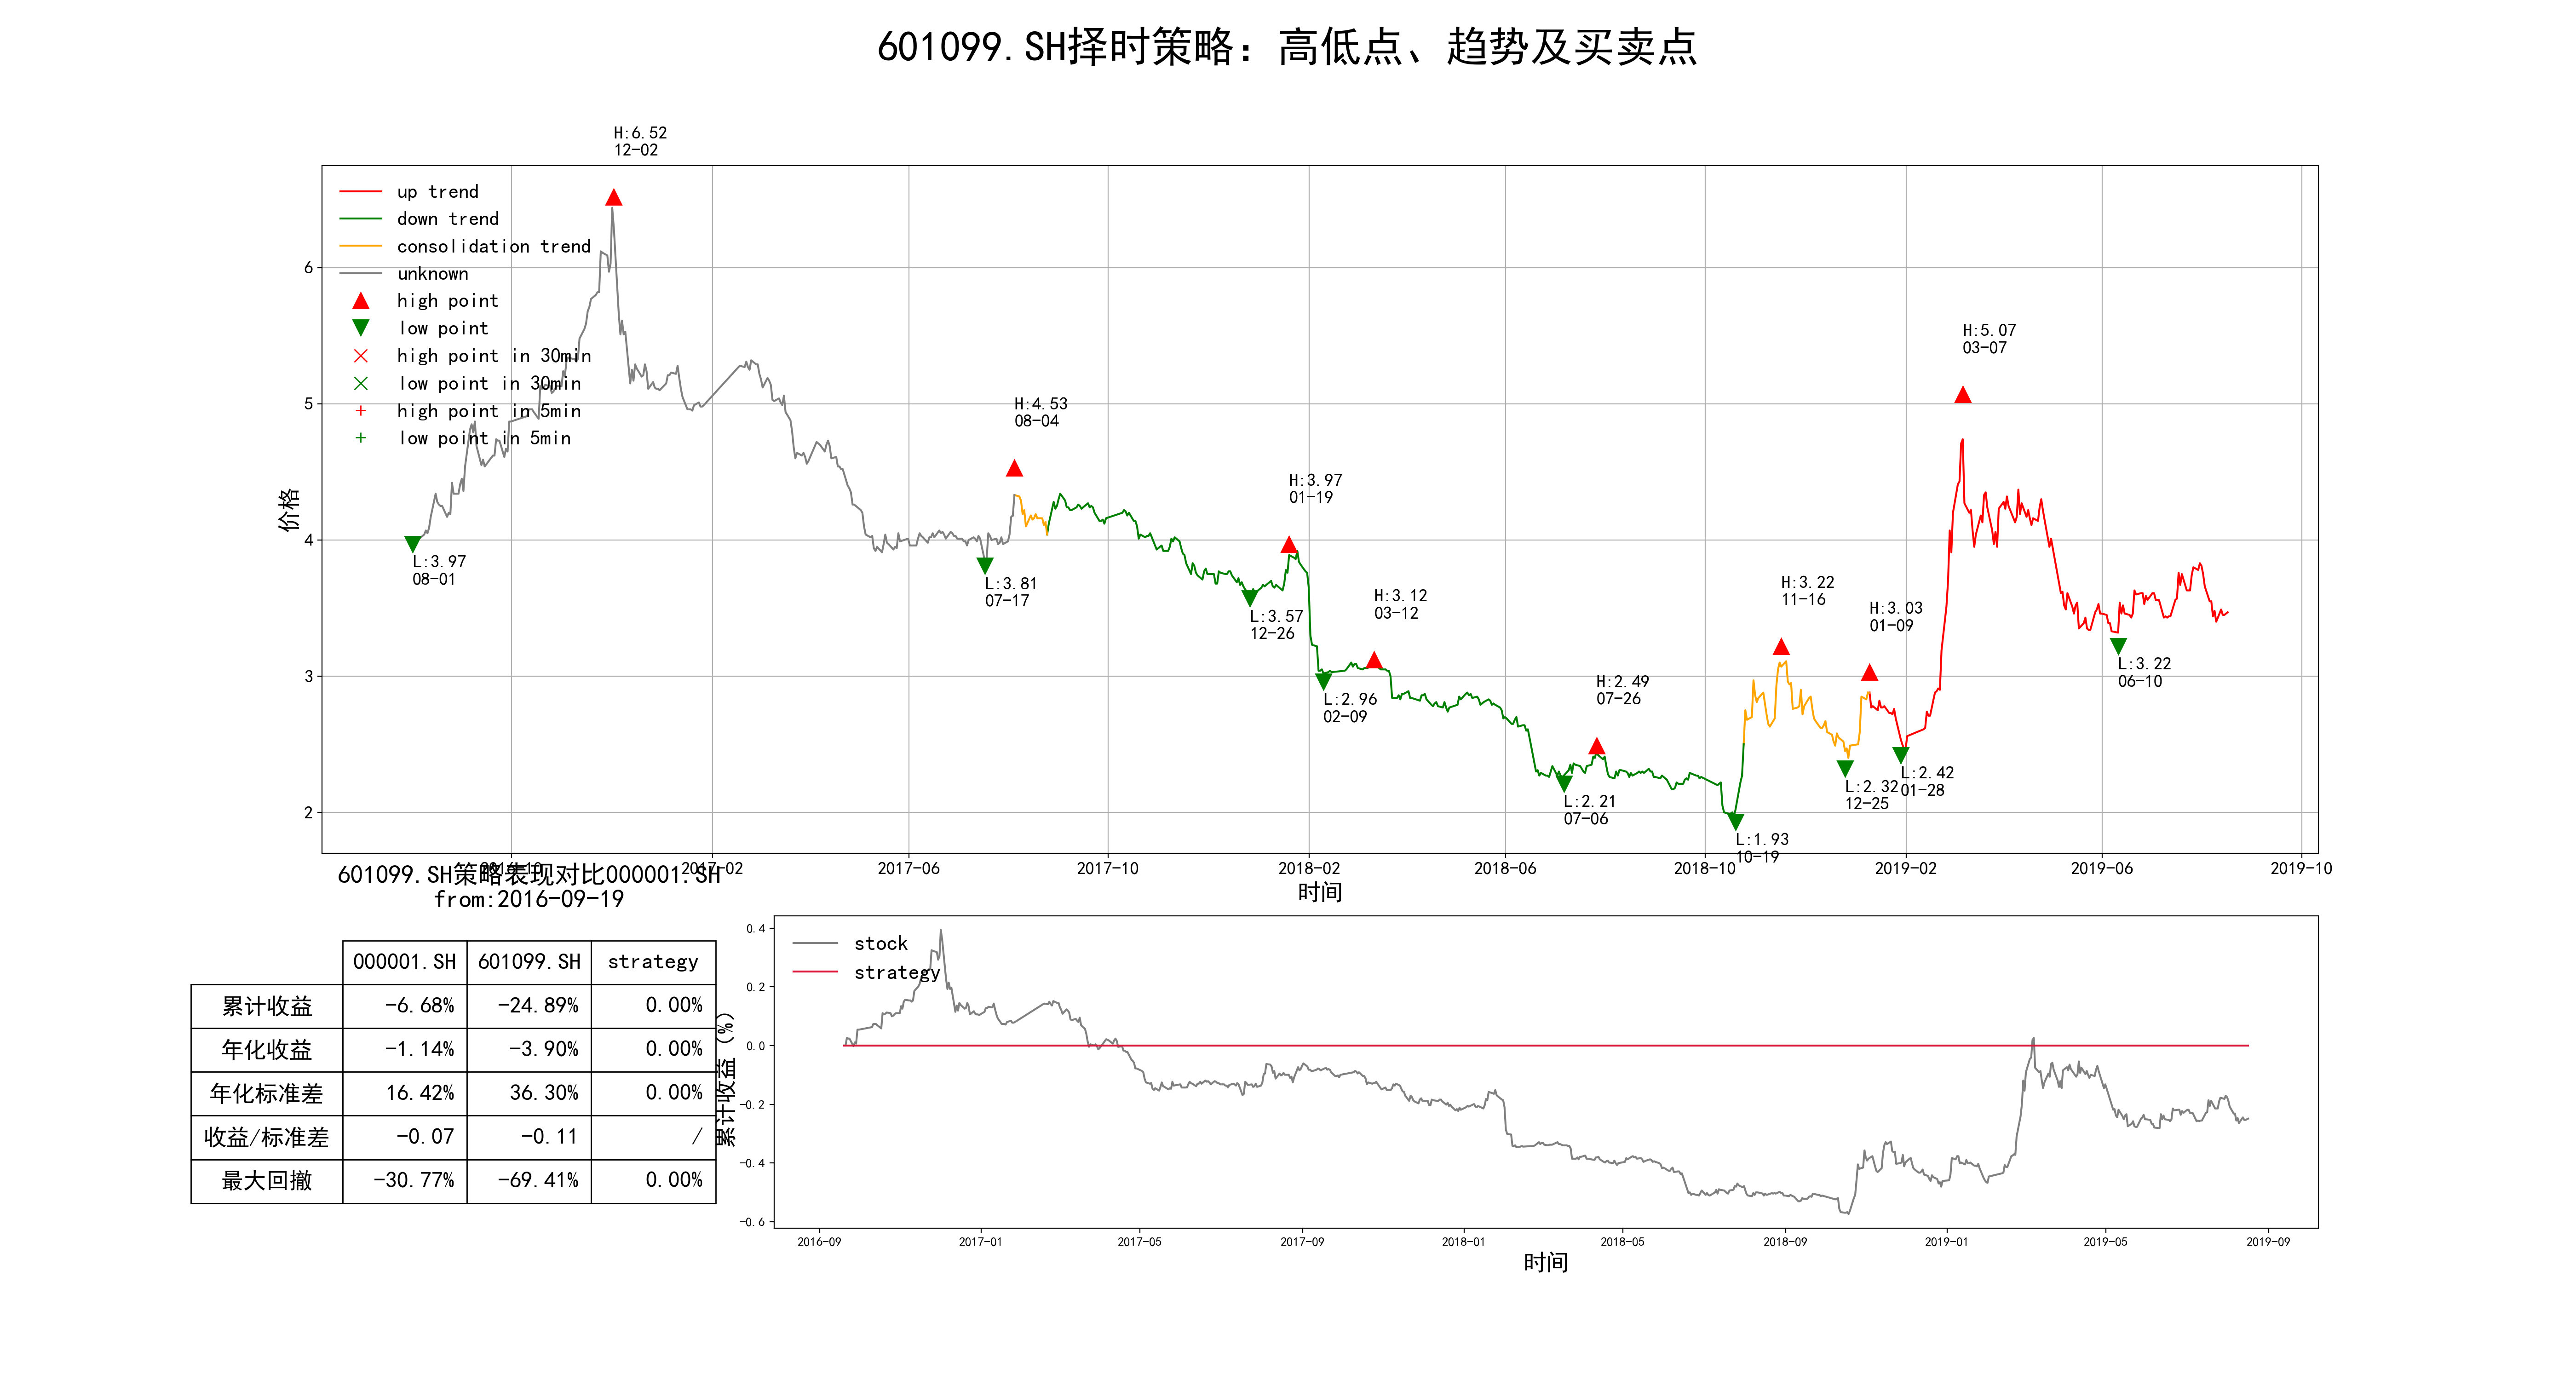 601099.SH择时策略：高低点、趋势及买卖点
H:6.52
12-02
up trend
down trend
consolidation trend
unknown
high point
low point
high point in 30min
low point in 30min
high point in 5min
low point in 5min
H:5.07
03-07
H:4.53
08-04
H:3.97
01-19
L:3.97
08-01
L:3.81
07-17
L:3.57
12-26
H:3.12
03-12
H:3.22
11-16
H:3.03
01-09
L:2.96
02-09
H:2.49
07-26
L:3.22
06-10
L:2.21
07-06
L:2.32
12-25
L:2.42
01-28
L:1.93
10-19
价格
6
5
4
3
2
2016-10
2017-02
2017-06
2017-10
2018-02
2018-06
2018-10
2019-02
2019-06
2019-10
时间
601099.SH策略表现对比000001.SH
from:2016-09-19
000001.SH 601099.SH strategy
累计收益 -6.68% -24.89% 0.00%
年化收益 -1.14% -3.90% 0.00%
年化标准差 16.42% 36.30% 0.00%
收益/标准差 -0.07 -0.11 /
最大回撤 -30.77% -69.41% 0.00%
累计收益（%）
0.4
0.2
0.0
-0.2
-0.4
-0.6
stock
strategy
2016-09
2017-01
2017-05
2017-09
2018-01
2018-05
2018-09
2019-01
2019-05
2019-09
时间